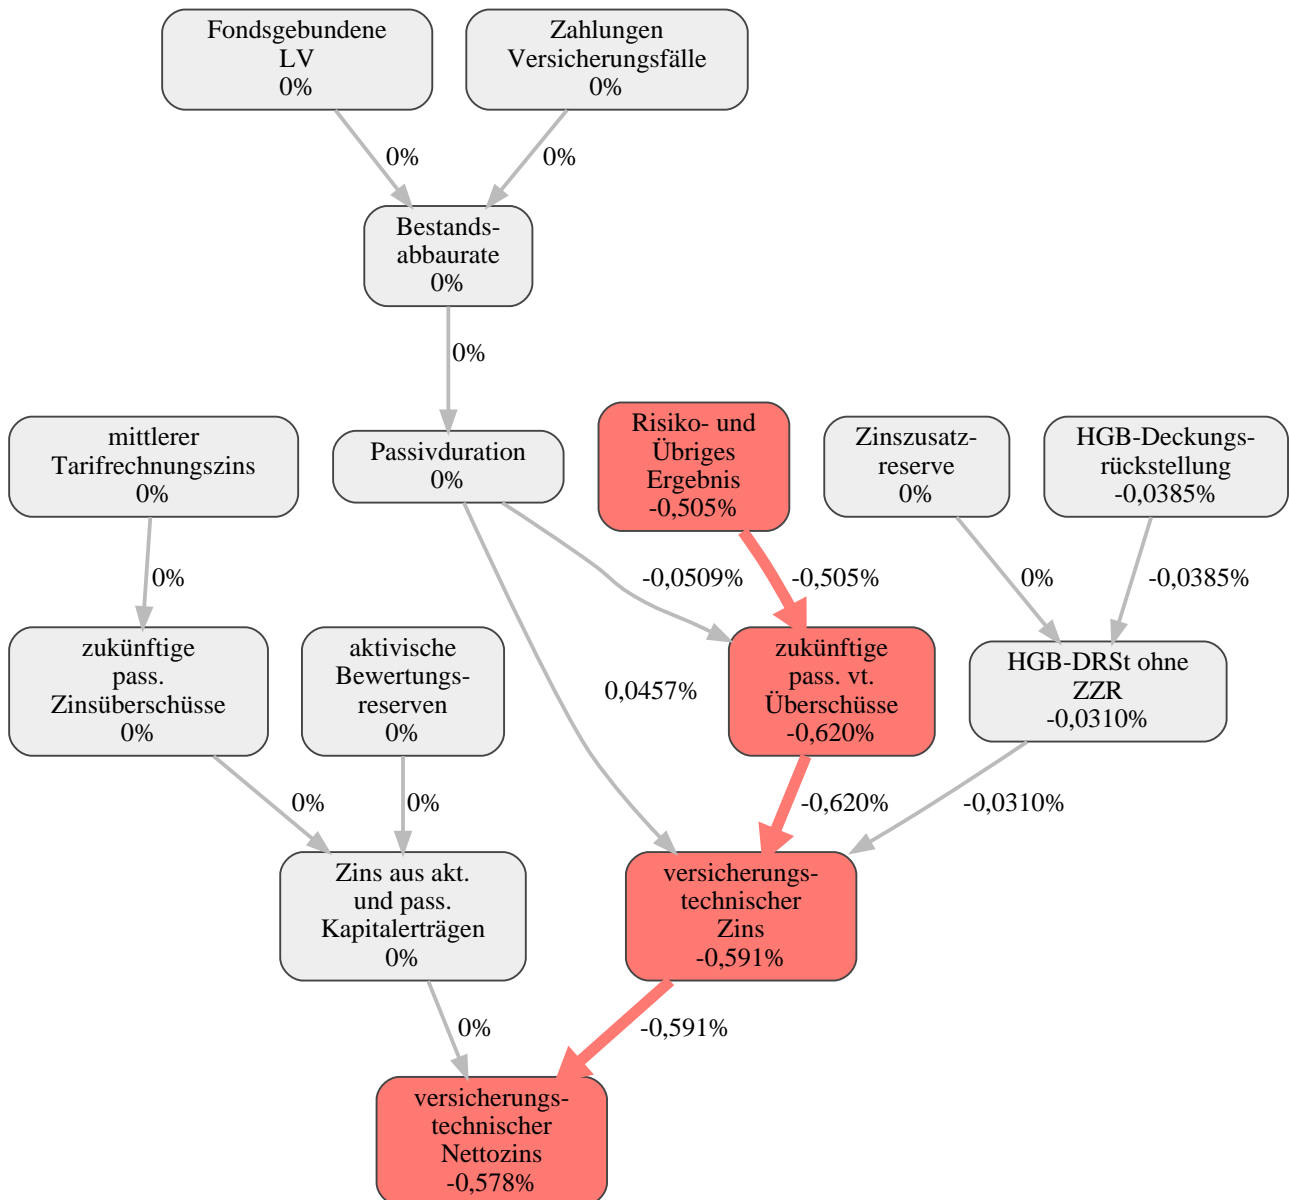 Fondsgebundene
LV
0%
Zahlungen
Versicherungsfälle
0%
0%
0%
Bestands-
abbaurate
0%
0%
mittlerer
Tarifrechnungszins
0%
Passivduration
0%
Risiko- und
Übriges
Ergebnis
-0,505%
Zinszusatz-
reserve
0%
HGB-Deckungs-
rückstellung
-0,0385%
0%
-0,0509%
-0,505%
0%
-0,0385%
zukünftige
pass.
Zinsüberschüsse
0%
aktivische
Bewertungs-
reserven
0%
0,0457%
zukünftige
pass. vt.
Überschüsse
-0,620%
HGB-DRSt ohne
ZZR
-0,0310%
0%
0%
-0,620%
-0,0310%
Zins aus akt.
und pass.
Kapitalerträgen
0%
versicherungs-
technischer
Zins
-0,591%
0%
-0,591%
versicherungs-
technischer
Nettozins
-0,578%